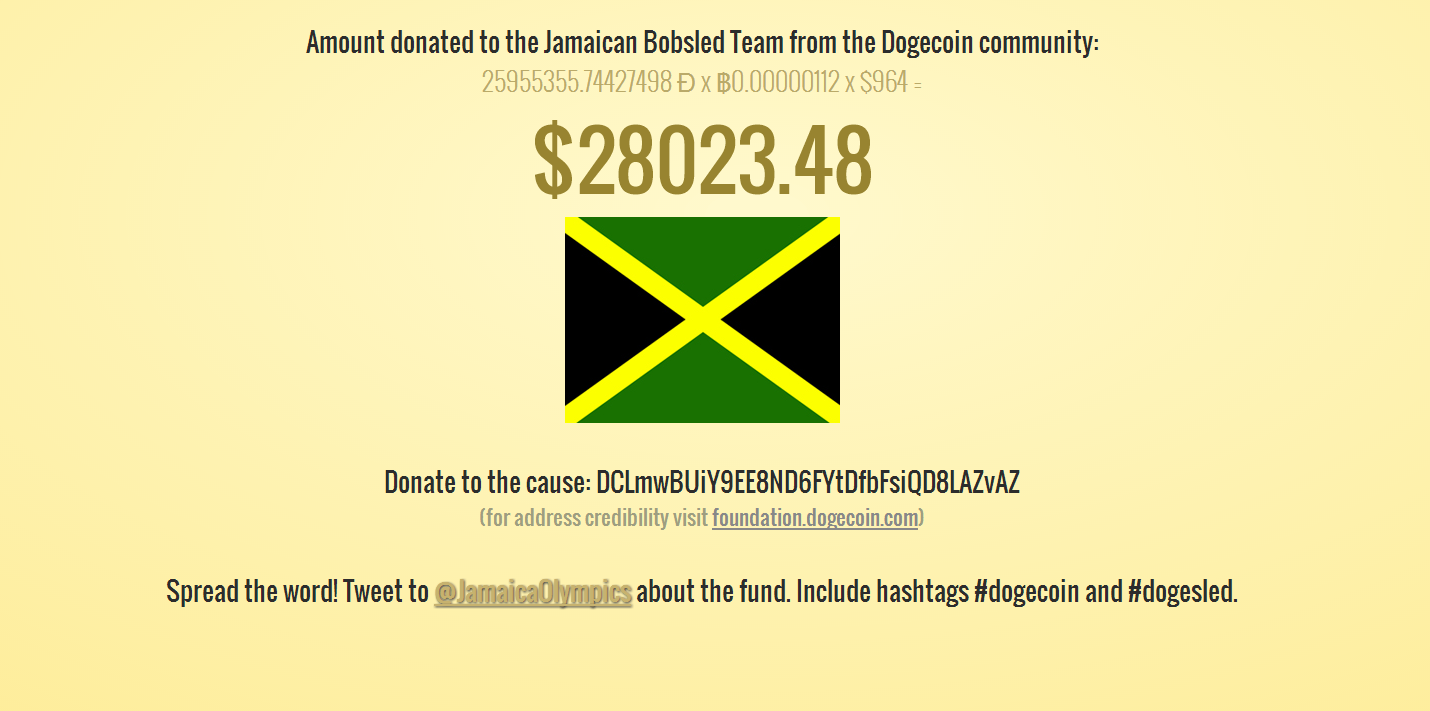 Amount donated to the Jamaican Bobsled Team from the Dogecoin community:
25955355.74427498 Ð x ฿0.00000112 x $964 =
$28023.48
Donate to the cause: DCLmwBUiY9EE8ND6FYtDfbFsiQD8LAZvAZ
(for address credibility visit foundation.dogecoin.com)
Spread the word! Tweet to @JamaicaOlympics about the fund. Include hashtags #dogecoin and #dogesled.